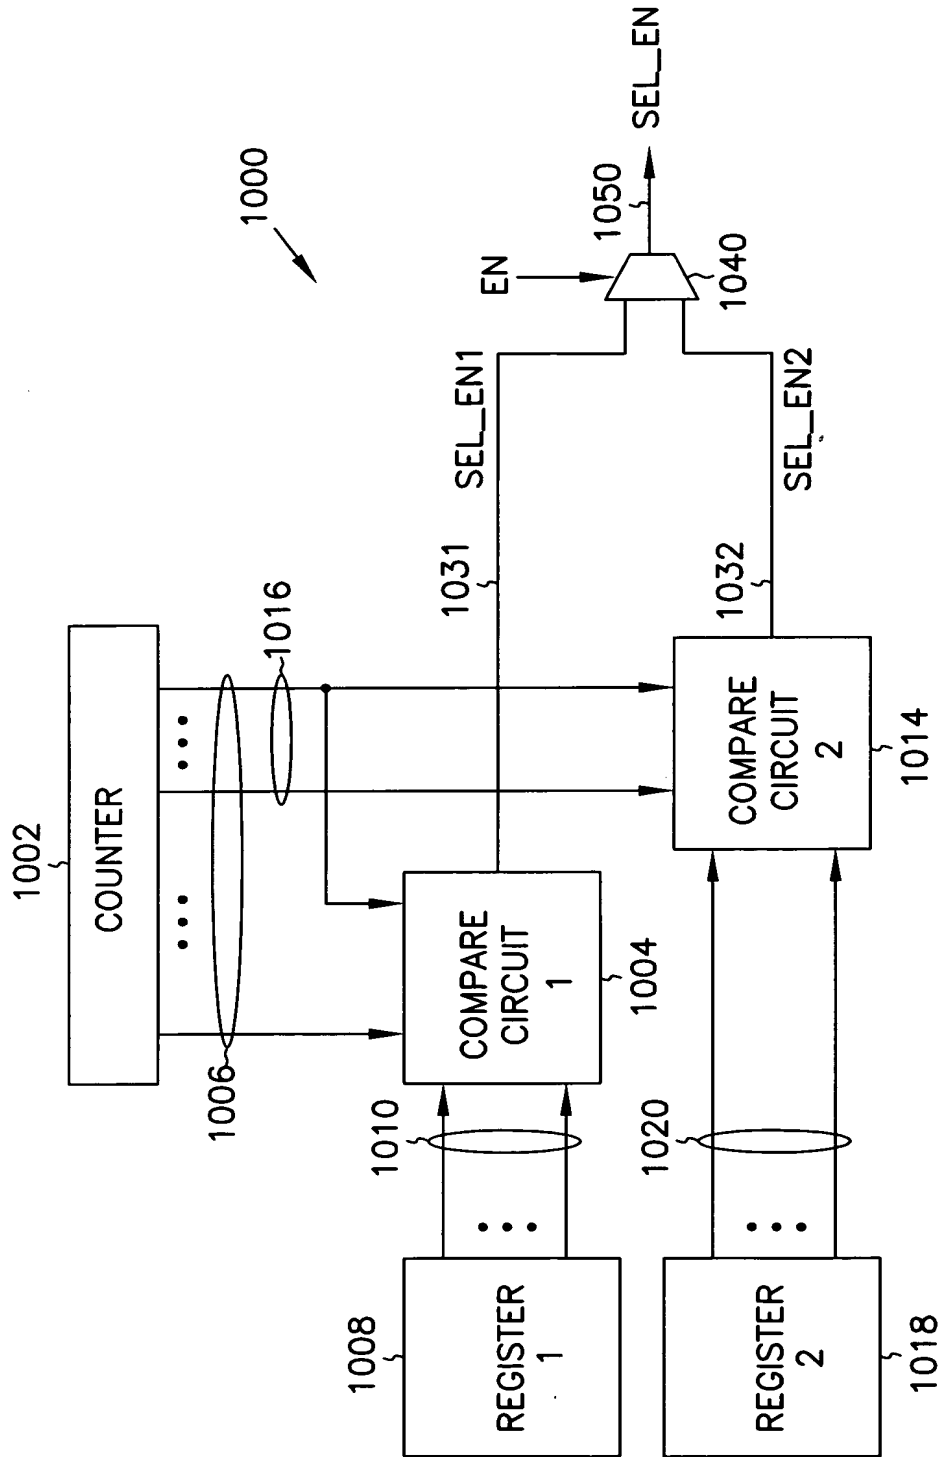 1000
1002
COUNTER
1006
1016
REGISTER
1
1008
1010
COMPARE
CIRCUIT
1
1004
1031
SEL_EN1
EN
1040
1050
SEL_EN
REGISTER
2
1018
1020
COMPARE
CIRCUIT
2
1014
1032
SEL_EN2